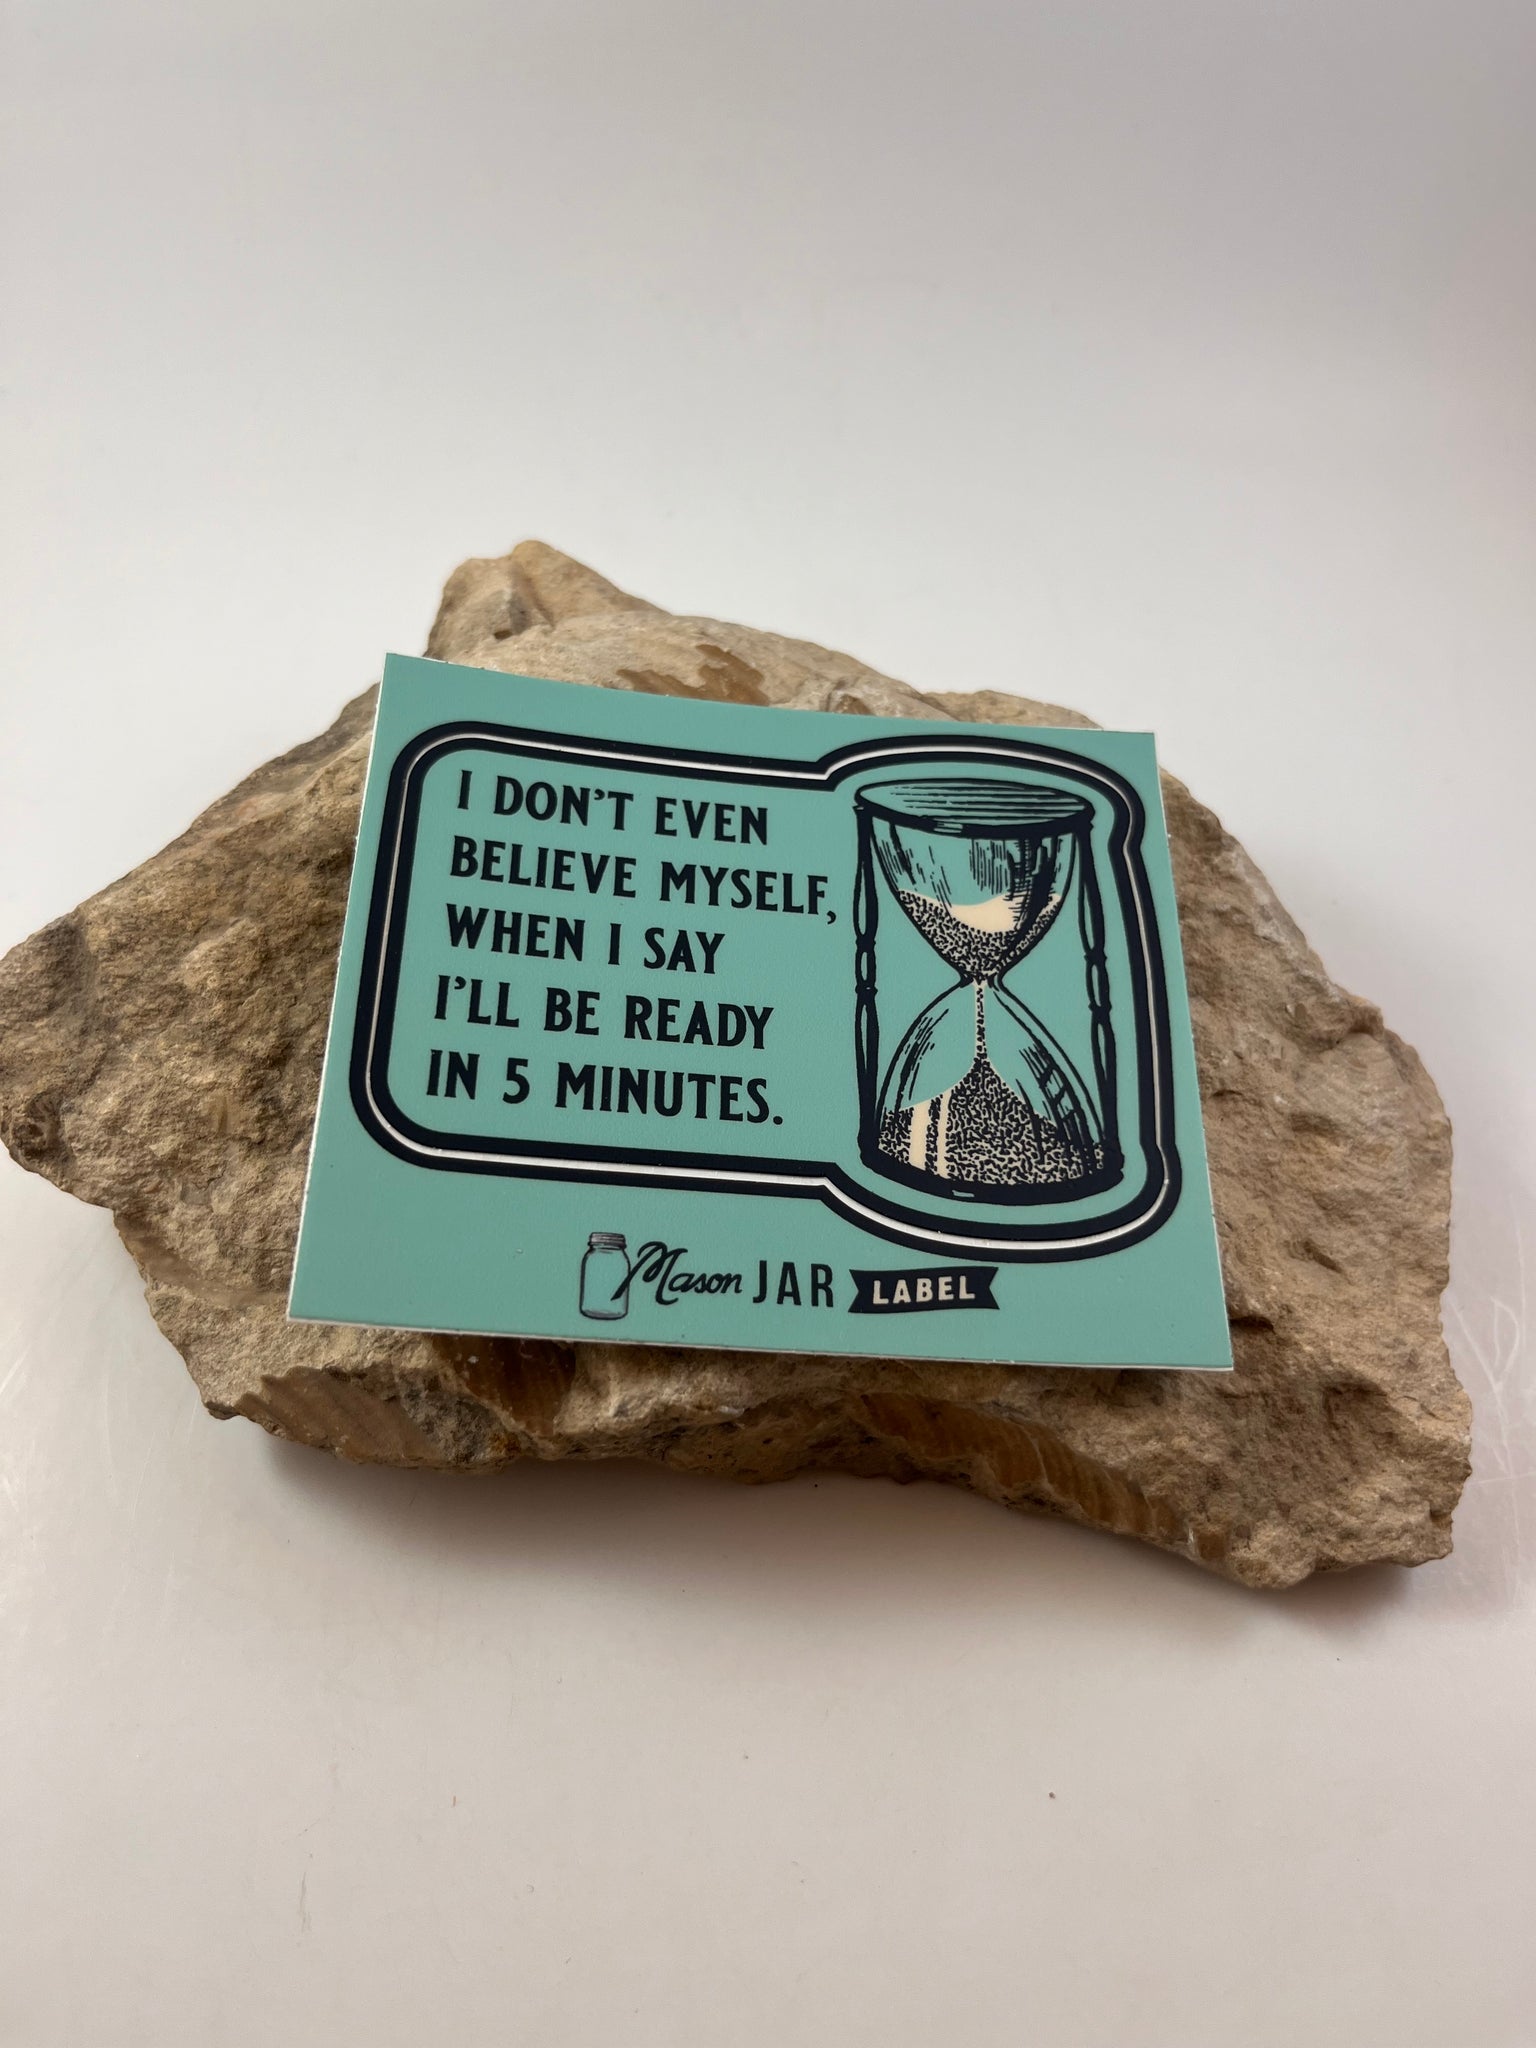 I DON'T EVEN
BELIEVE MYSELF,
WHEN I SAY
I'LL BE READY
IN 5 MINUTES.
Mason JAR LABEL